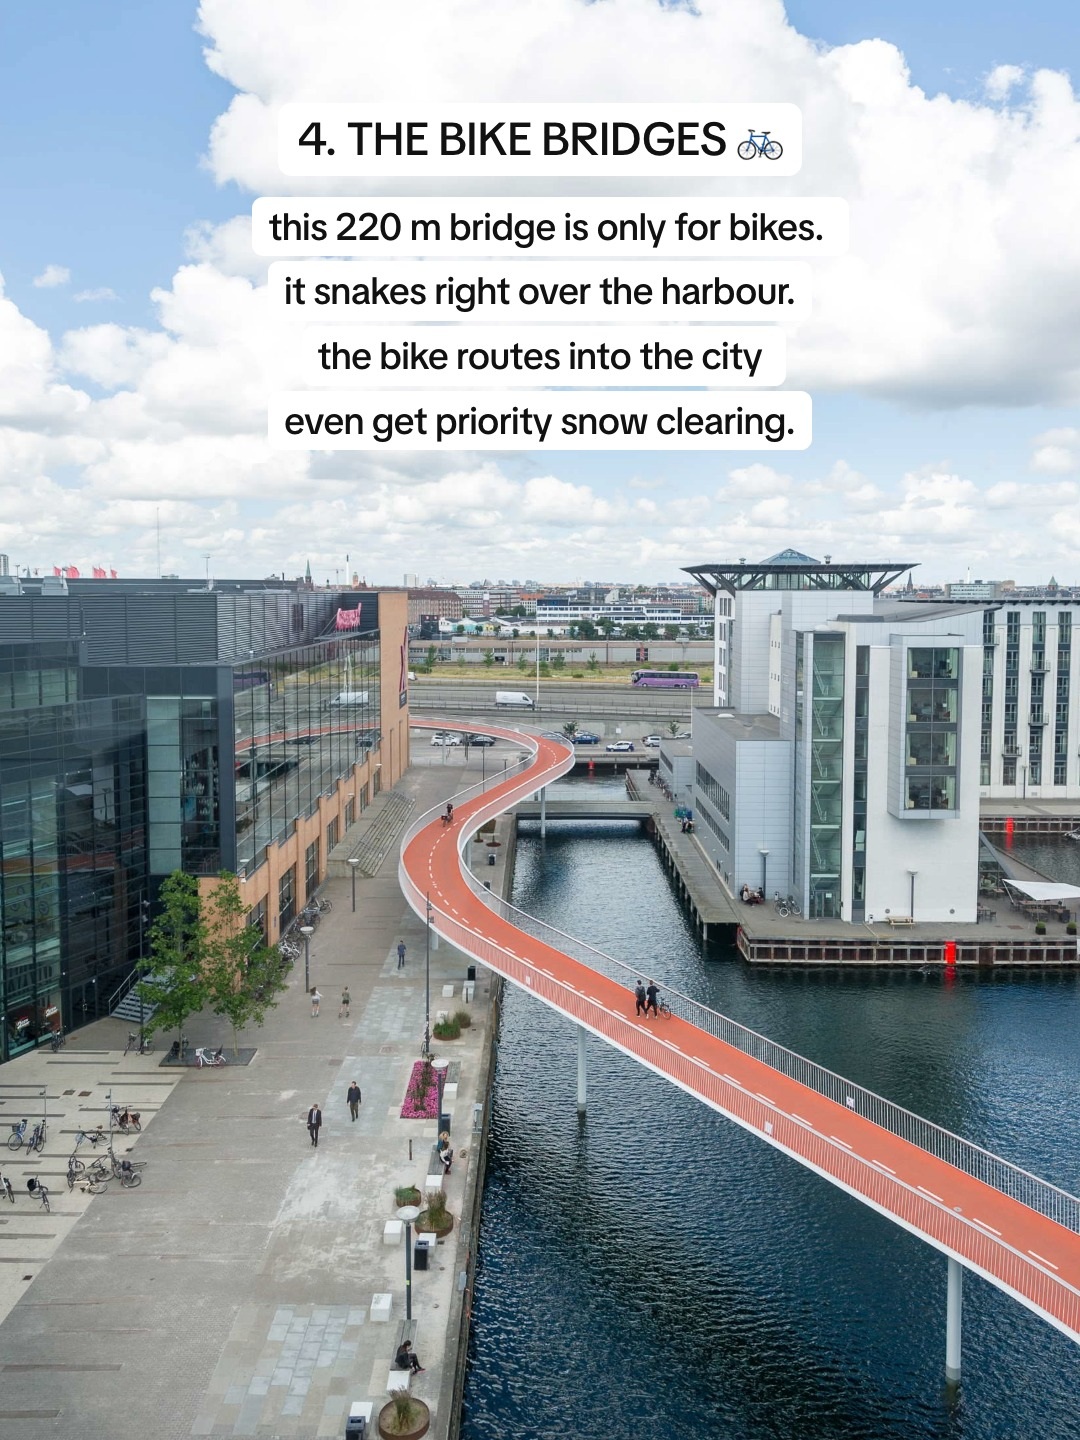 4. THE BIKE BRIDGES 🚲
this 220 m bridge is only for bikes.
it snakes right over the harbour.
the bike routes into the city
even get priority snow clearing.